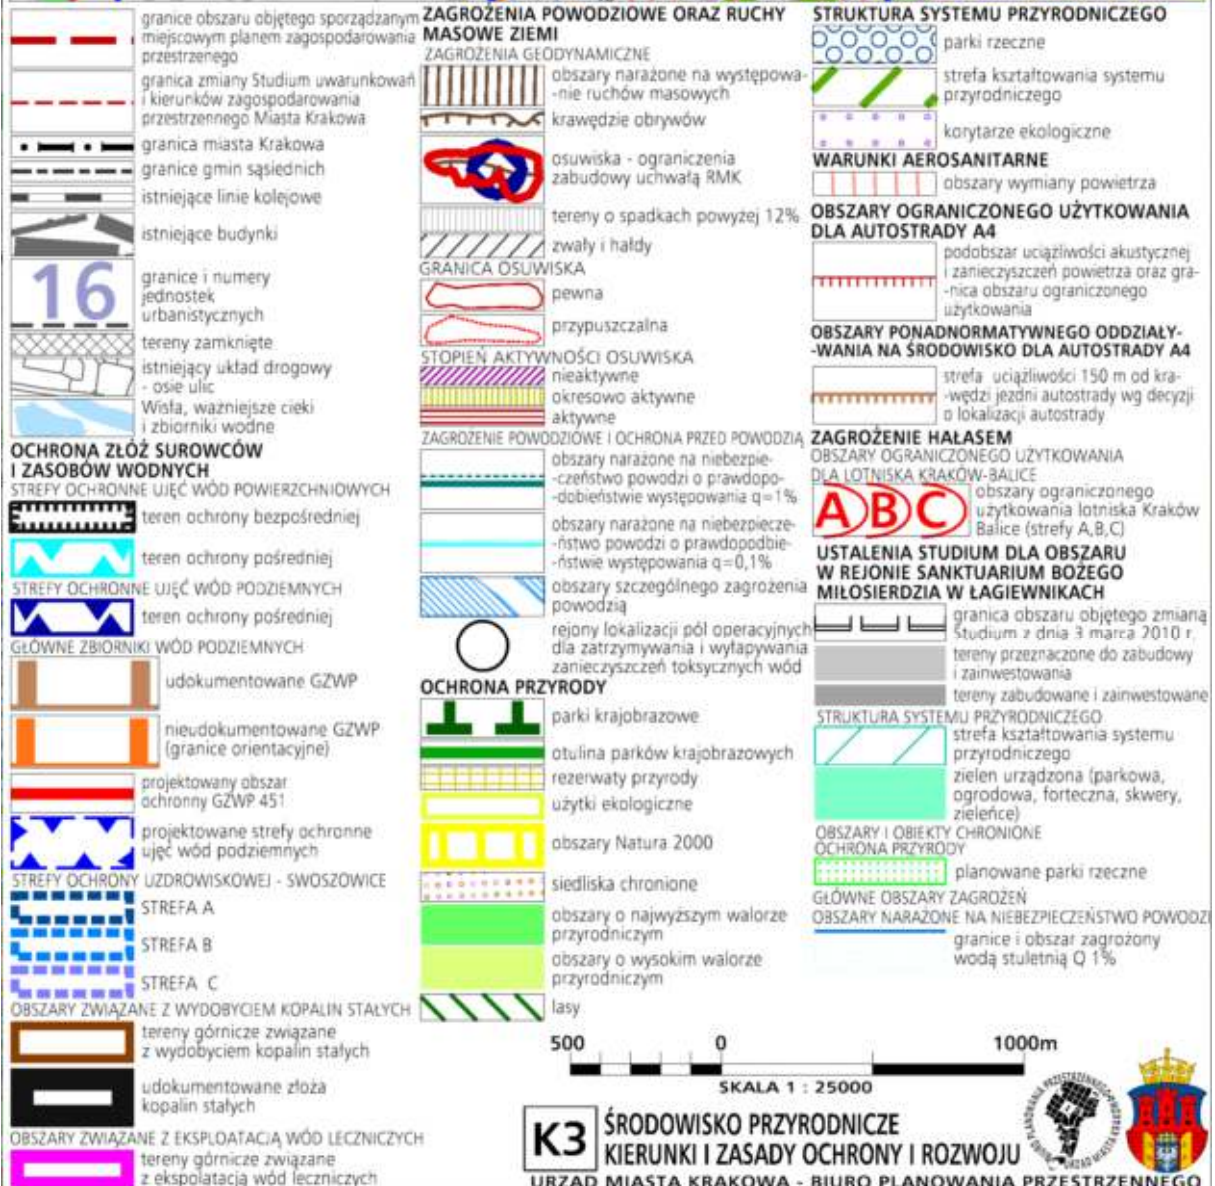 granice obszaru objętego sporządzanym
miejscowym planem zagospodarowania
przestrzenego
granica zmiany Studium uwarunkowań
i kierunków zagospodarowania
przestrzennego Miasta Krakowa
granica miasta Krakowa
granice gmin sąsiednich
istniejące linie kolejowe
istniejące budynki
16
granice i numery
jednostek
urbanistycznych
tereny zamknięte
istniejący układ drogowy
- osie ulic
Wisła, ważniejsze cieki
i zbiorniki wodne
OCHRONA ZŁÓŻ SUROWCÓW
I ZASOBÓW WODNYCH
STREFY OCHRONNE UJĘĆ WÓD POWIERZCHNIOWYCH
teren ochrony bezpośredniej
teren ochrony pośredniej
STREFY OCHRONNE UJĘĆ WÓD PODZIEMNYCH
teren ochrony pośredniej
GŁÓWNE ZBIORNIKI WÓD PODZIEMNYCH
udokumentowane GZWP
nieudokumentowane GZWP
(granice orientacyjne)
projektowany obszar
ochronny GZWP 451
projektowane strefy ochronne
ujęć wód podziemnych
STREFY OCHRONY UZDROWISKOWEJ - SWOSZOWICE
STREFA A
STREFA B
STREFA C
OBSZARY ZWIĄZANE Z WYDOBYCIEM KOPALIN STAŁYCH
tereny górnicze związane
z wydobyciem kopalin stałych
udokumentowane złoża
kopalin stałych
OBSZARY ZWIĄZANE Z EKSPLOATACJĄ WÓD LECZNICZYCH
tereny górnicze związane
z ekspolatacją wód leczniczych
ZAGROŻENIA POWODZIOWE ORAZ RUCHY
MASOWE ZIEMI
ZAGROŻENIA GEODYNAMICZNE
obszary narażone na występowa-
-nie ruchów masowych
krawędzie obrywów
osuwiska - ograniczenia
zabudowy uchwałą RMK
tereny o spadkach powyżej 12%
zwały i hałdy
GRANICA OSUWISKA
pewna
przypuszczalna
STOPIEŃ AKTYWNOŚCI OSUWISKA
nieaktywne
okresowo aktywne
aktywne
ZAGROŻENIE POWODZIOWE I OCHRONA PRZED POWODZIĄ
obszary narażone na niebezpie-
-czeństwo powodzi o prawdopo-
-dobieństwie występowania q=1%
obszary narażone na niebezpiecze-
-ństwo powodzi o prawdopodbie-
-ństwie występowania q=0,1%
obszary szczególnego zagrożenia
powodzią
rejony lokalizacji pól operacyjnych
dla zatrzymywania i wyłapywania
zanieczyszczeń toksycznych wód
OCHRONA PRZYRODY
parki krajobrazowe
otulina parków krajobrazowych
rezerwaty przyrody
użytki ekologiczne
obszary Natura 2000
siedliska chronione
obszary o najwyższym walorze
przyrodniczym
obszary o wysokim walorze
przyrodniczym
lasy
STRUKTURA SYSTEMU PRZYRODNICZEGO
parki rzeczne
strefa kształtowania systemu
przyrodniczego
korytarze ekologiczne
WARUNKI AEROSANITARNE
obszary wymiany powietrza
OBSZARY OGRANICZONEGO UŻYTKOWANIA
DLA AUTOSTRADY A4
podobszar uciążliwości akustycznej
i zanieczyszczeń powietrza oraz gra-
-nica obszaru ograniczonego
użytkowania
OBSZARY PONADNORMATYWNEGO ODDZIAŁY-
-WANIA NA ŚRODOWISKO DLA AUTOSTRADY A4
strefa uciążliwości 150 m od kra-
-wędzi jezdni autostrady wg decyzji
o lokalizacji autostrady
ZAGROŻENIE HAŁASEM
OBSZARY OGRANICZONEGO UŻYTKOWANIA
DLA LOTNISKA KRAKÓW-BALICE
A B C
obszary ograniczonego
użytkowania lotniska Kraków
Balice (strefy A,B,C)
USTALENIA STUDIUM DLA OBSZARU
W REJONIE SANKTUARIUM BOŻEGO
MIŁOSIERDZIA W ŁAGIEWNIKACH
granica obszaru objętego zmianą
Studium z dnia 3 marca 2010 r.
tereny przeznaczone do zabudowy
i zainwestowania
tereny zabudowane i zainwestowane
STRUKTURA SYSTEMU PRZYRODNICZEGO
strefa kształtowania systemu
przyrodniczego
zielen urządzona (parkowa,
ogrodowa, forteczna, skwery,
zieleńce)
OBSZARY I OBIEKTY CHRONIONE
OCHRONA PRZYRODY
planowane parki rzeczne
GŁÓWNE OBSZARY ZAGROŻEŃ
OBSZARY NARAŻONE NA NIEBEZPIECZEŃSTWO POWODZI
granice i obszar zagrożony
wodą stuletnią Q 1%
500 0 1000m
SKALA 1 : 25000
K3
ŚRODOWISKO PRZYRODNICZE
KIERUNKI I ZASADY OCHRONY I ROZWOJU
URZĄD MIASTA KRAKOWA - BIURO PLANOWANIA PRZESTRZENNEGO